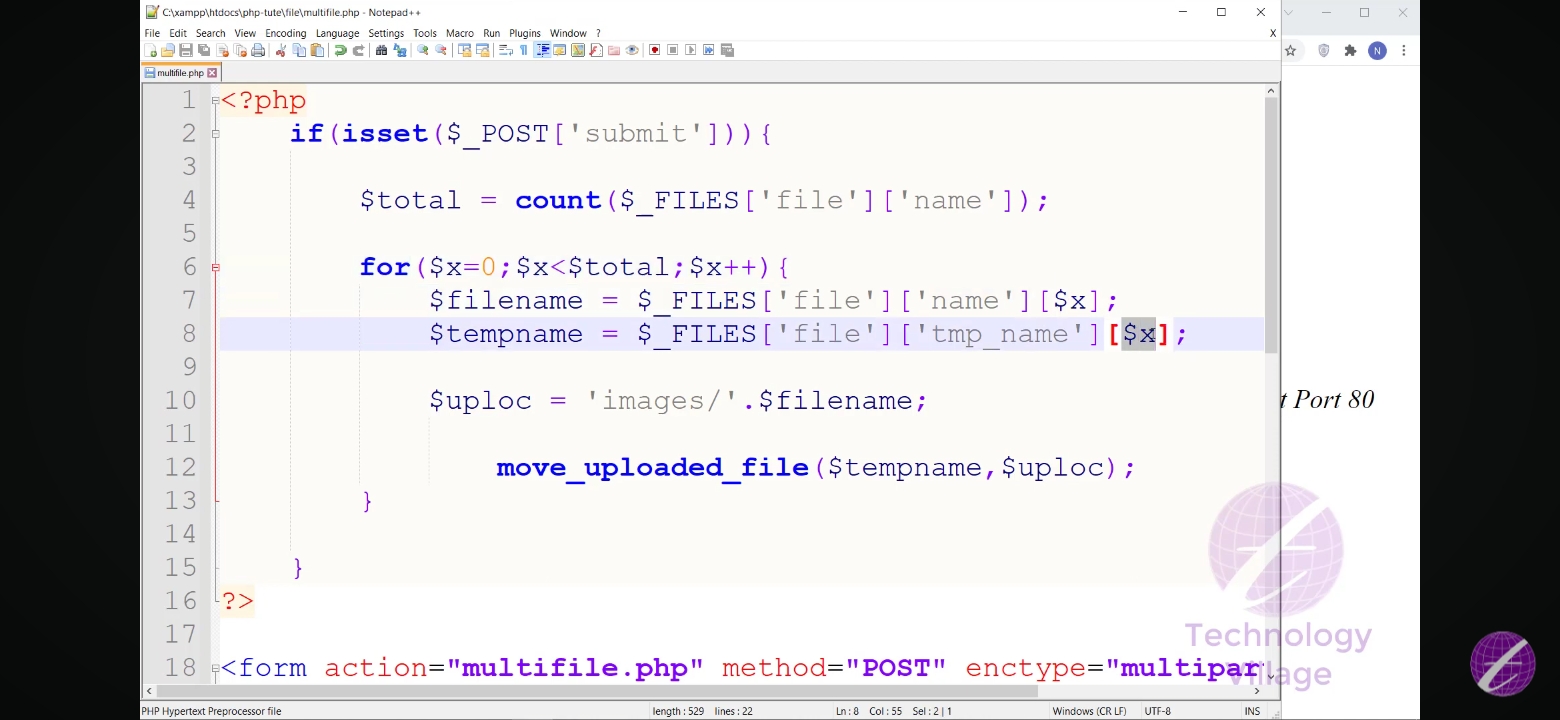 C:\xampp\htdocs\php-tute\file\multifile.php - Notepad++
File Edit Search View Encoding Language Settings Tools Macro Run Plugins Window ? X
multifile.php
N
1 <?php
2 if(isset($_POST['submit'])){
3
4 $total = count($_FILES['file']['name']);
5
6 for($x=0;$x<$total;$x++){
7 $filename = $_FILES['file']['name'][$x];
8 $tempname = $_FILES['file']['tmp_name'][$x];
9
10 $uploc = 'images/'.$filename;
11
12 move_uploaded_file($tempname,$uploc);
13 }
14
15 }
16 ?>
17
18 <form action="multifile.php" method="POST" enctype="multipar
t Port 80
Technology
Village
PHP Hypertext Preprocessor file length : 529 lines : 22 Ln : 8 Col : 55 Sel : 2 | 1 Windows (CR LF) UTF-8 INS